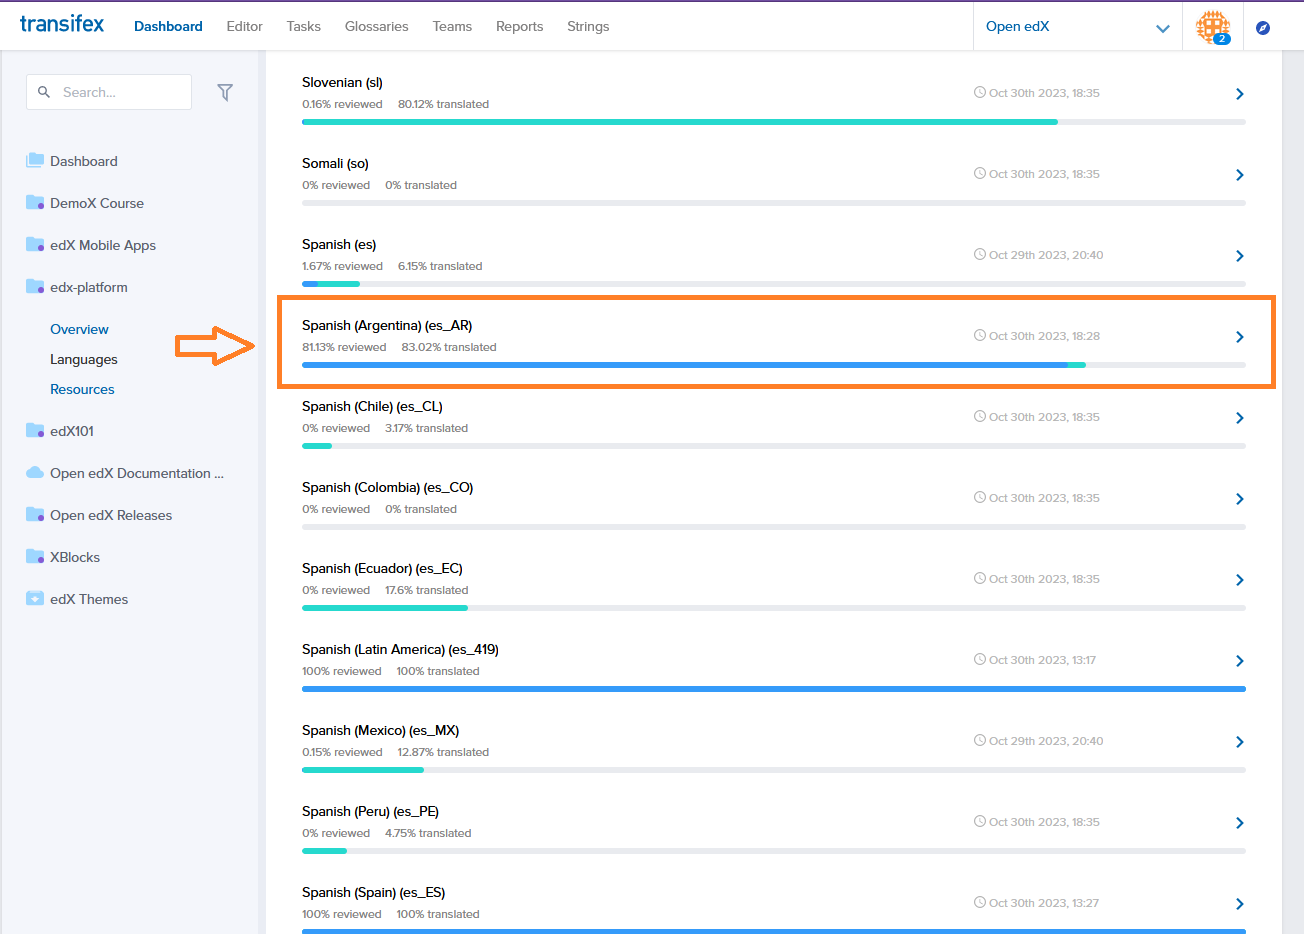 transifex
Dashboard Editor Tasks Glossaries Teams Reports Strings
Open edX
2
Search...
Dashboard
DemoX Course
edX Mobile Apps
edx-platform
Overview
Languages
Resources
edX101
Open edX Documentation ...
Open edX Releases
XBlocks
edX Themes
Slovenian (sl)
0.16% reviewed 80.12% translated
Oct 30th 2023, 18:35
Somali (so)
0% reviewed 0% translated
Oct 30th 2023, 18:35
Spanish (es)
1.67% reviewed 6.15% translated
Oct 29th 2023, 20:40
Spanish (Argentina) (es_AR)
81.13% reviewed 83.02% translated
Oct 30th 2023, 18:28
Spanish (Chile) (es_CL)
0% reviewed 3.17% translated
Oct 30th 2023, 18:35
Spanish (Colombia) (es_CO)
0% reviewed 0% translated
Oct 30th 2023, 18:35
Spanish (Ecuador) (es_EC)
0% reviewed 17.6% translated
Oct 30th 2023, 18:35
Spanish (Latin America) (es_419)
100% reviewed 100% translated
Oct 30th 2023, 13:17
Spanish (Mexico) (es_MX)
0.15% reviewed 12.87% translated
Oct 29th 2023, 20:40
Spanish (Peru) (es_PE)
0% reviewed 4.75% translated
Oct 30th 2023, 18:35
Spanish (Spain) (es_ES)
100% reviewed 100% translated
Oct 30th 2023, 13:27